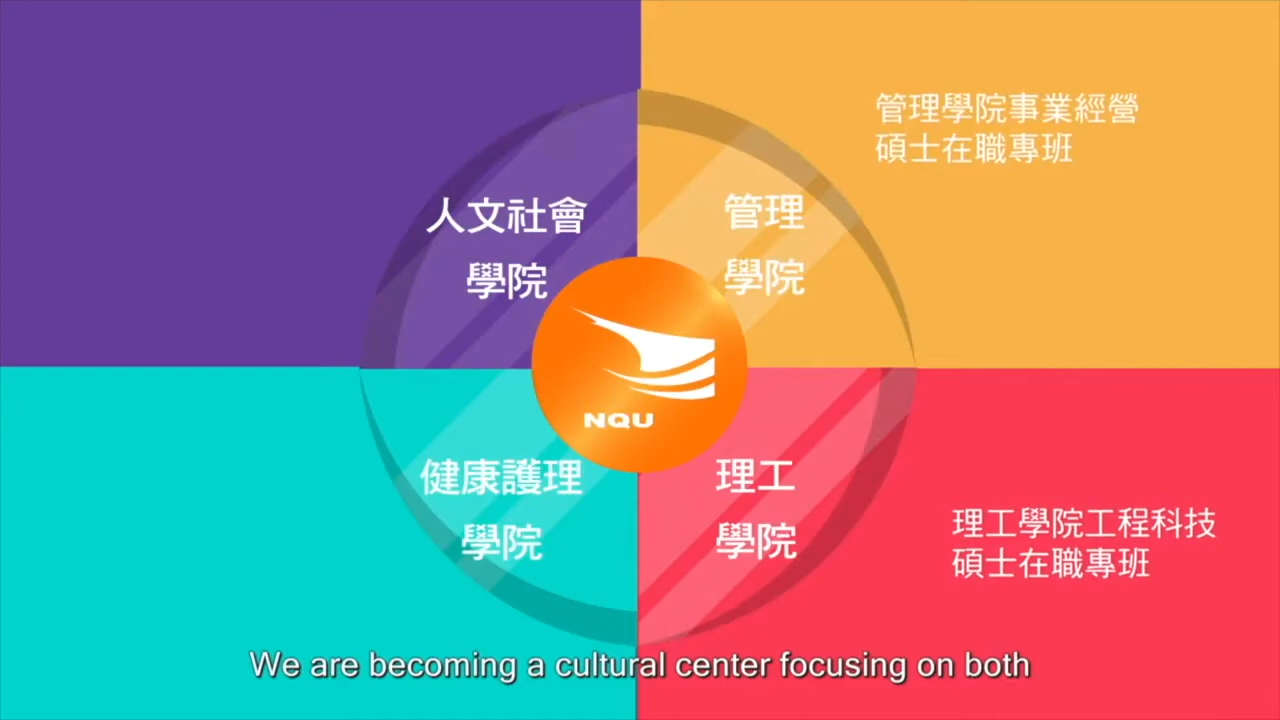 管理學院事業經營
碩士在職專班
人文社會
學院
管理
學院
NQU
健康護理
學院
理工
學院
理工學院工程科技
碩士在職專班
We are becoming a cultural center focusing on both